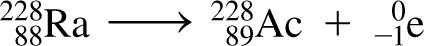 ²²⁸₈₈Ra ⟶ ²²⁸₈₉Ac + ⁰₋₁e